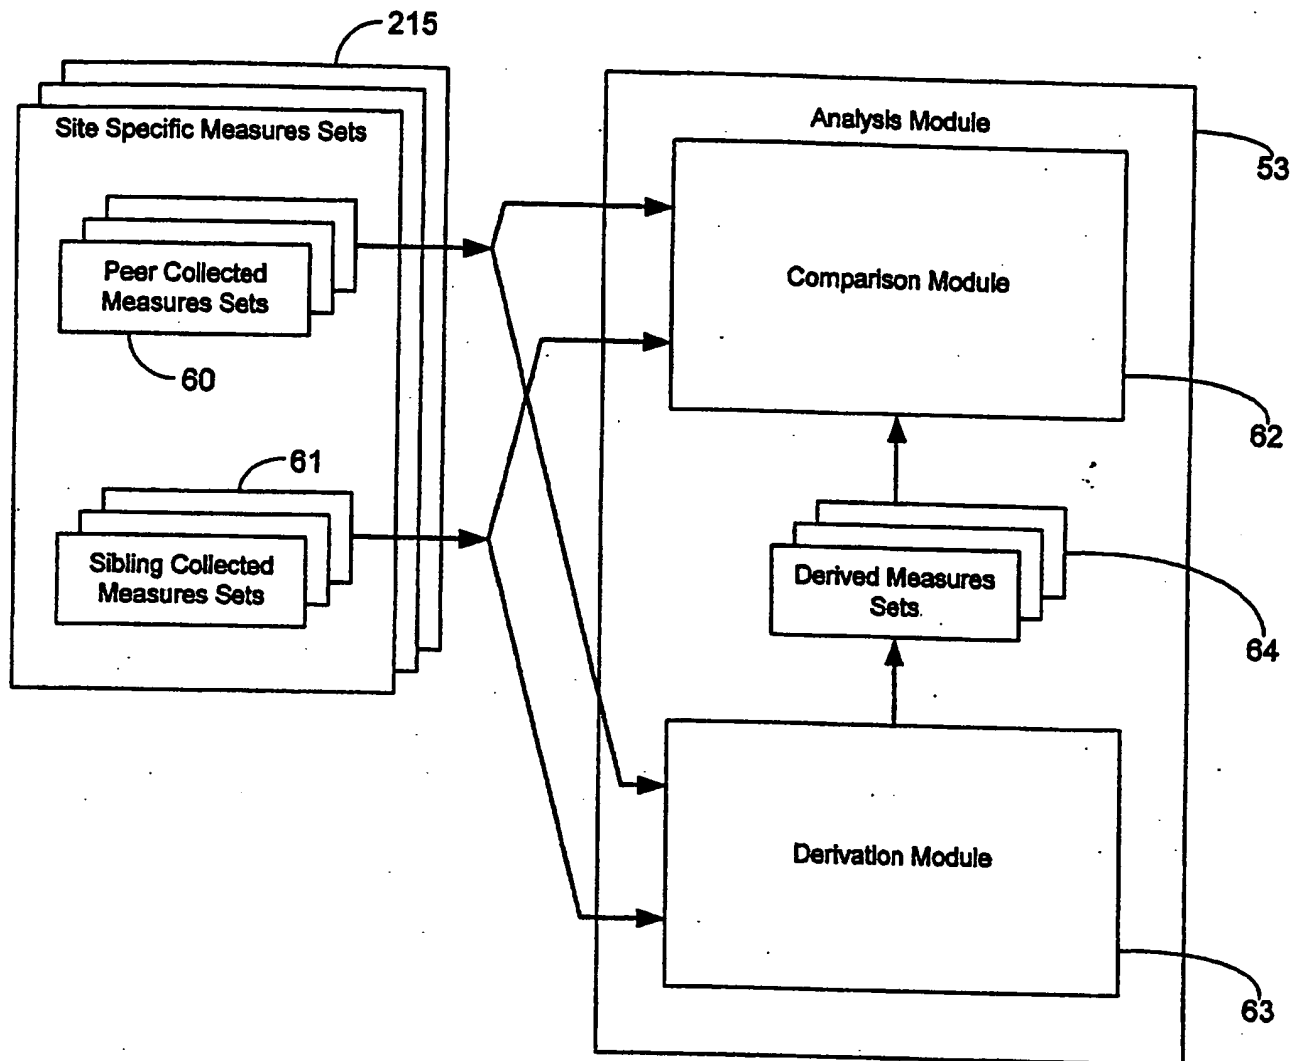 215
Site Specific Measures Sets
Analysis Module
53
Peer Collected
Measures Sets
Comparison Module
60
62
61
Sibling Collected
Measures Sets
Derived Measures
Sets
64
Derivation Module
63